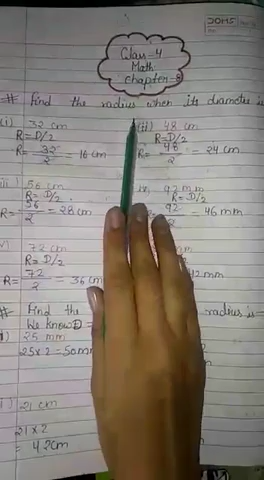 DOMS
Class-4
Math
chapter-8
# Find the radius when its diameter is
(i) 32 cm (ii) 48 cm
R = D/2 R = D/2
R = 32/2 = 16 cm R = 48/2 = 24 cm
56 cm 92 mm
R = D/2 R = D/2
R = 56/2 = 28 cm 92/2 = 46 mm
72 cm
R = D/2
R = 72/2 = 36 cm 12 mm
# Find the radius is
We know D =
25 mm
25 x 2 = 50 mm
21 cm
21 x 2
= 42 cm